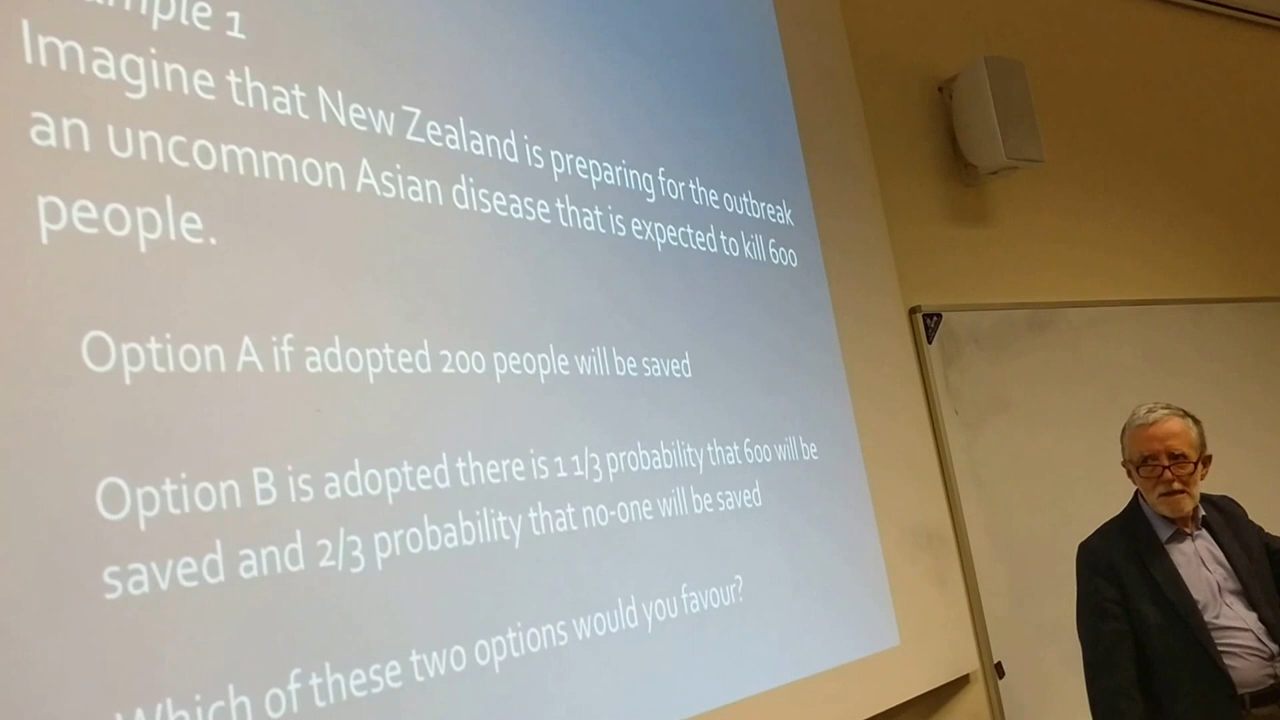 mple 1
Imagine that New Zealand is preparing for the outbreak
an uncommon Asian disease that is expected to kill 600
people.
Option A if adopted 200 people will be saved
Option B is adopted there is 1 1/3 probability that 600 will be
saved and 2/3 probability that no-one will be saved
Which of these two options would you favour?